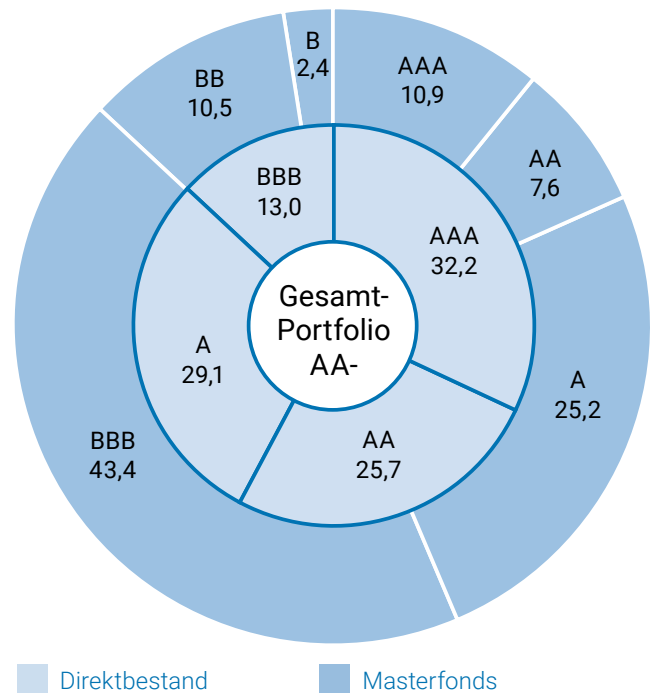 B
2,4
AAA
10,9
BB
10,5
AA
7,6
BBB
13,0
AAA
32,2
Gesamt-
Portfolio
AA-
A
29,1
A
25,2
BBB
43,4
AA
25,7
Direktbestand
Masterfonds